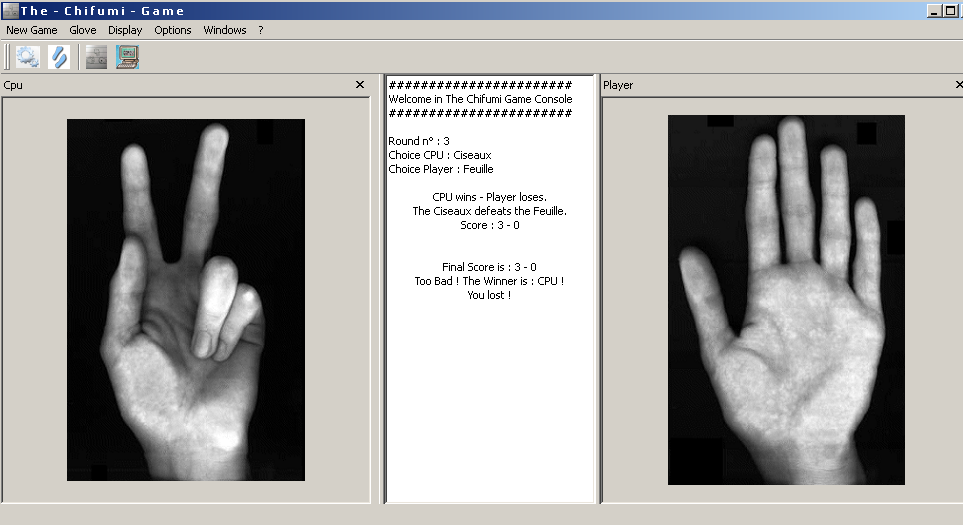 The - Chifumi - Game
New Game Glove Display Options Windows ?
Cpu
#######################
Welcome in The Chifumi Game Console
#######################
Round n° : 3
Choice CPU : Ciseaux
Choice Player : Feuille
CPU wins - Player loses.
The Ciseaux defeats the Feuille.
Score : 3 - 0
Final Score is : 3 - 0
Too Bad ! The Winner is : CPU !
You lost !
Player